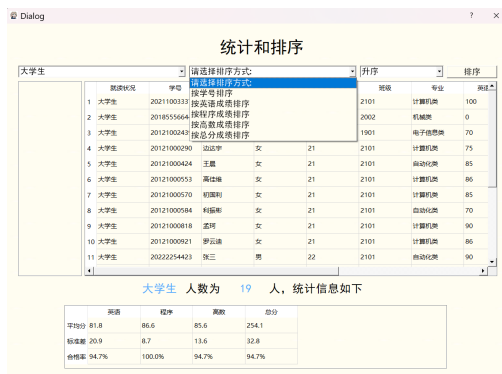 Dialog ? ×
统计和排序
大学生 请选择排序方式: 升序 排序
请选择排序方式:
按学号排序
按英语成绩排序
按程序成绩排序
按高数成绩排序
按总分成绩排序
就读状况 学号 班级 专业 英语
1 大学生 2021100333 2101 计算机类 100
2 大学生 2018555664 2002 机械类 0
3 大学生 2012100243 1901 电子信息类 70
4 大学生 20121000290 边达宇 女 21 2101 计算机类 75
5 大学生 20121000424 王晨 女 21 2101 自动化类 85
6 大学生 20121000553 高佳维 女 21 2101 计算机类 86
7 大学生 20121000570 初国利 女 21 2101 计算机类 85
8 大学生 20121000584 利振彬 女 21 2101 自动化类 70
9 大学生 20121000818 孟珂 女 21 2101 计算机类 90
10 大学生 20121000921 罗云迪 女 21 2101 计算机类 86
11 大学生 20222254423 张三 男 22 2101 自动化类 90
大学生 人数为 19 人，统计信息如下
英语 程序 高数 总分
平均分 81.8 86.6 85.6 254.1
标准差 20.9 8.7 13.6 32.8
合格率 94.7% 100.0% 94.7% 94.7%